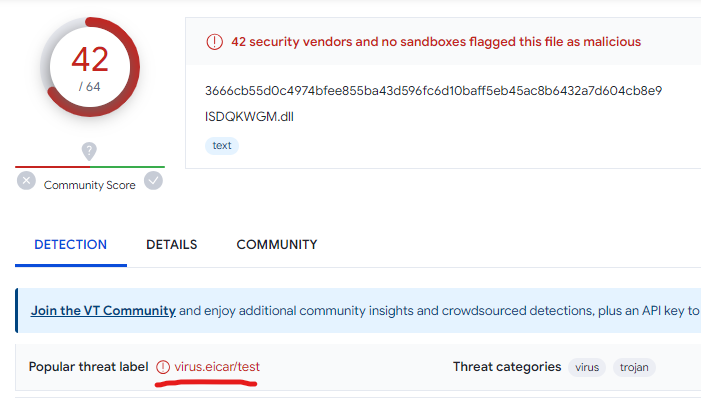 42
/ 64
?
Community Score
42 security vendors and no sandboxes flagged this file as malicious
3666cb55d0c4974bfee855ba43d596fc6d10baff5eb45ac8b6432a7d604cb8e9
ISDQKWGM.dll
text
DETECTION DETAILS COMMUNITY
Join the VT Community and enjoy additional community insights and crowdsourced detections, plus an API key to
Popular threat label virus.eicar/test Threat categories virus trojan